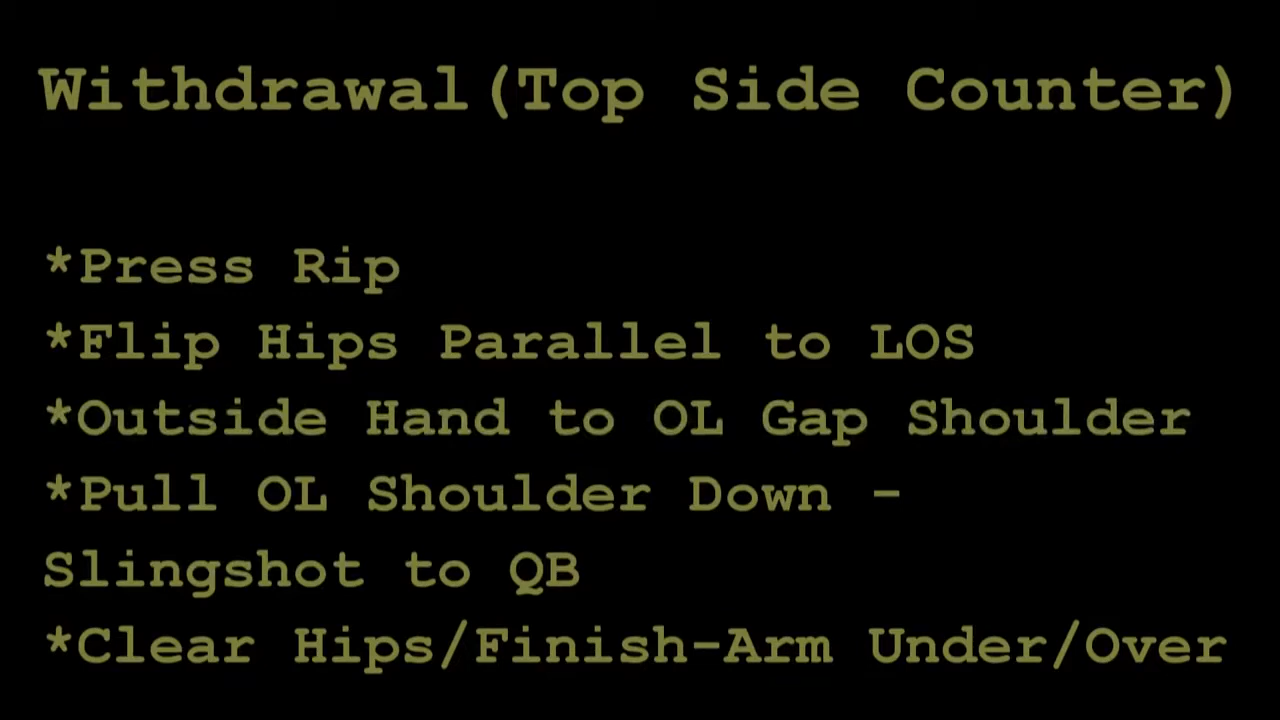 Withdrawal(Top Side Counter)
*Press Rip
*Flip Hips Parallel to LOS
*Outside Hand to OL Gap Shoulder
*Pull OL Shoulder Down -
Slingshot to QB
*Clear Hips/Finish-Arm Under/Over